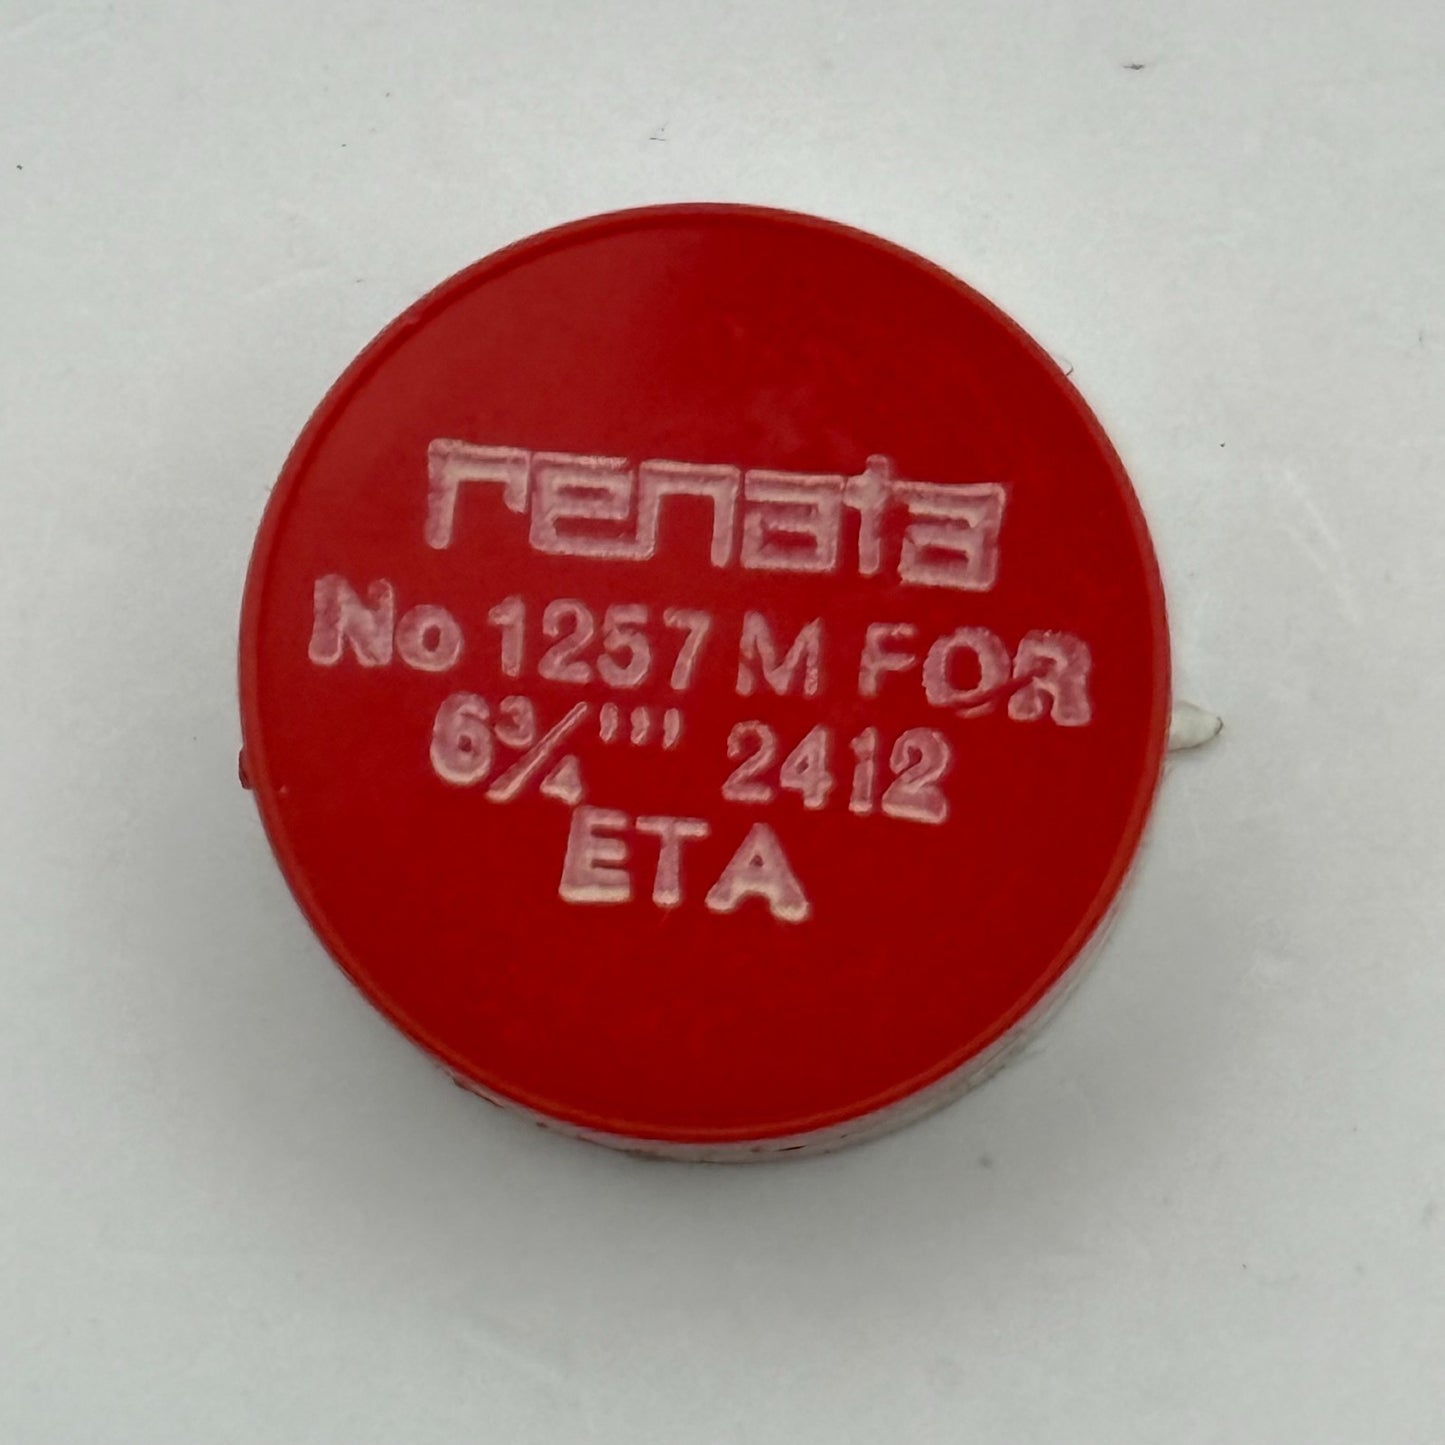 renata
No 1257 M FOR
6¾''' 2412
ETA